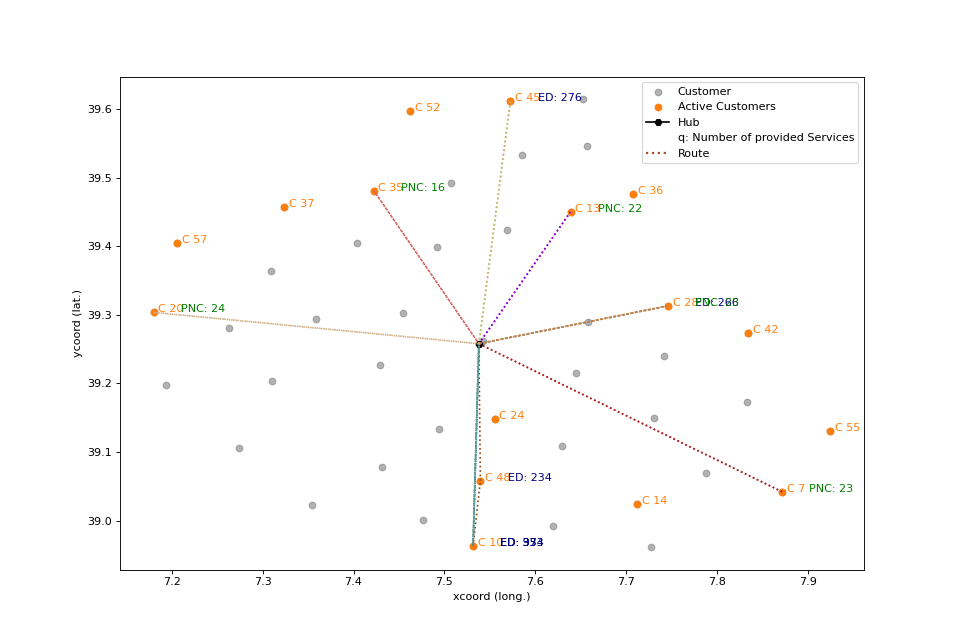 39.6
39.5
39.4
39.3
39.2
39.1
39.0
ycoord (lat.)
7.2
7.3
7.4
7.5
7.6
7.7
7.8
7.9
xcoord (long.)
Customer
Active Customers
Hub
q: Number of provided Services
Route
C 45 ED: 276
C 52
C 35 PNC: 16
C 36
C 37
C 13 PNC: 22
C 57
C 20 PNC: 24
C 28
C 42
C 24
C 55
C 48 ED: 234
C 7 PNC: 23
C 14
C 10 ED: